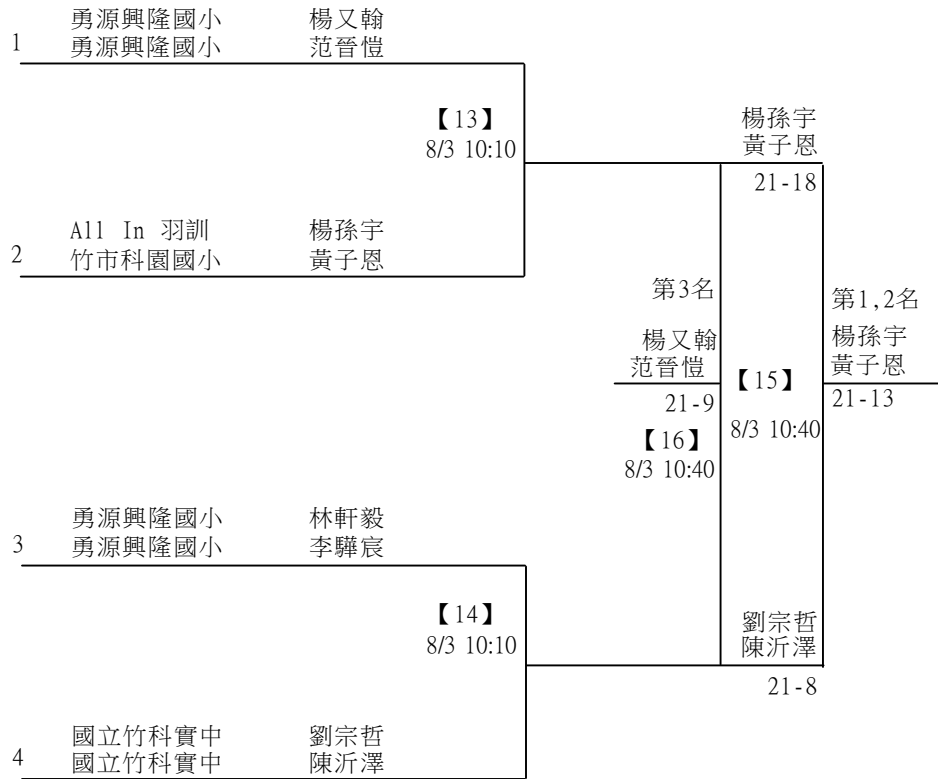 勇源興隆國小 楊又翰
1 勇源興隆國小 范晉愷
【13】
8/3 10:10
楊孫宇
黃子恩
21-18
All In 羽訓 楊孫宇
2 竹市科園國小 黃子恩
第3名
第1,2名
楊又翰
范晉愷
楊孫宇
黃子恩
【15】
21-9
21-13
【16】
8/3 10:40
8/3 10:40
勇源興隆國小 林軒毅
3 勇源興隆國小 李驊宸
【14】
8/3 10:10
劉宗哲
陳沂澤
21-8
國立竹科實中 劉宗哲
4 國立竹科實中 陳沂澤